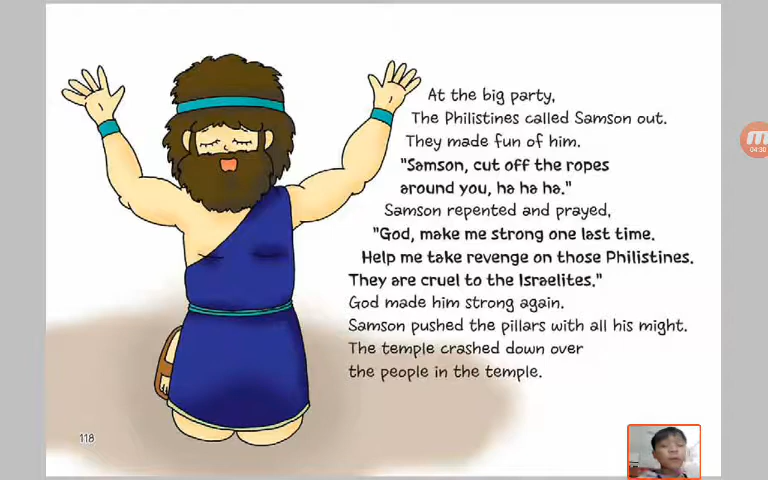 At the big party,
The Philistines called Samson out.
They made fun of him.
"Samson, cut off the ropes
around you, ha ha ha."
Samson repented and prayed,
"God, make me strong one last time.
Help me take revenge on those Philistines.
They are cruel to the Israelites."
God made him strong again.
Samson pushed the pillars with all his might.
The temple crashed down over
the people in the temple.
118
M
04:30